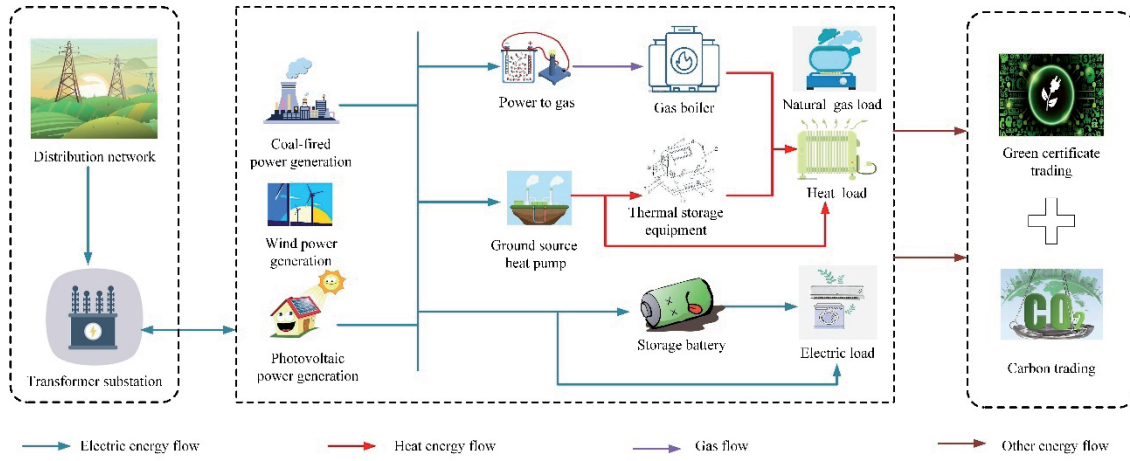 Distribution network
Transformer substation
Coal-fired
power generation
Wind power
generation
Photovoltaic
power generation
Power to gas
Gas boiler
Natural gas load
Ground source
heat pump
Thermal storage
equipment
Heat load
Storage battery
Electric load
Green certificate
trading
CO2
Carbon trading
Electric energy flow
Heat energy flow
Gas flow
Other energy flow